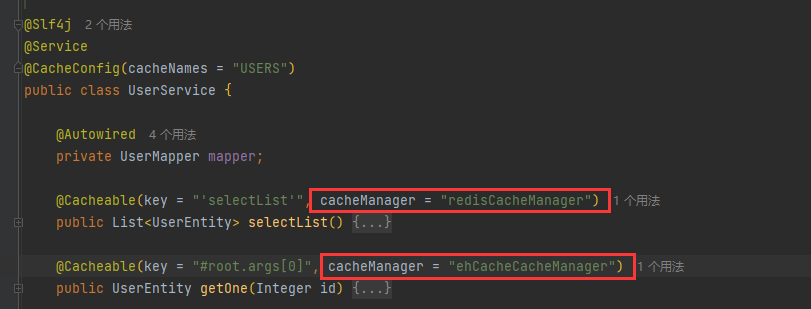 @Slf4j 2 个用法
@Service
@CacheConfig(cacheNames = "USERS")
public class UserService {
@Autowired 4 个用法
private UserMapper mapper;
@Cacheable(key = "'selectList'", cacheManager = "redisCacheManager") 1 个用法
public List<UserEntity> selectList() {...}
@Cacheable(key = "#root.args[0]", cacheManager = "ehCacheCacheManager") 1 个用法
public UserEntity getOne(Integer id) {...}